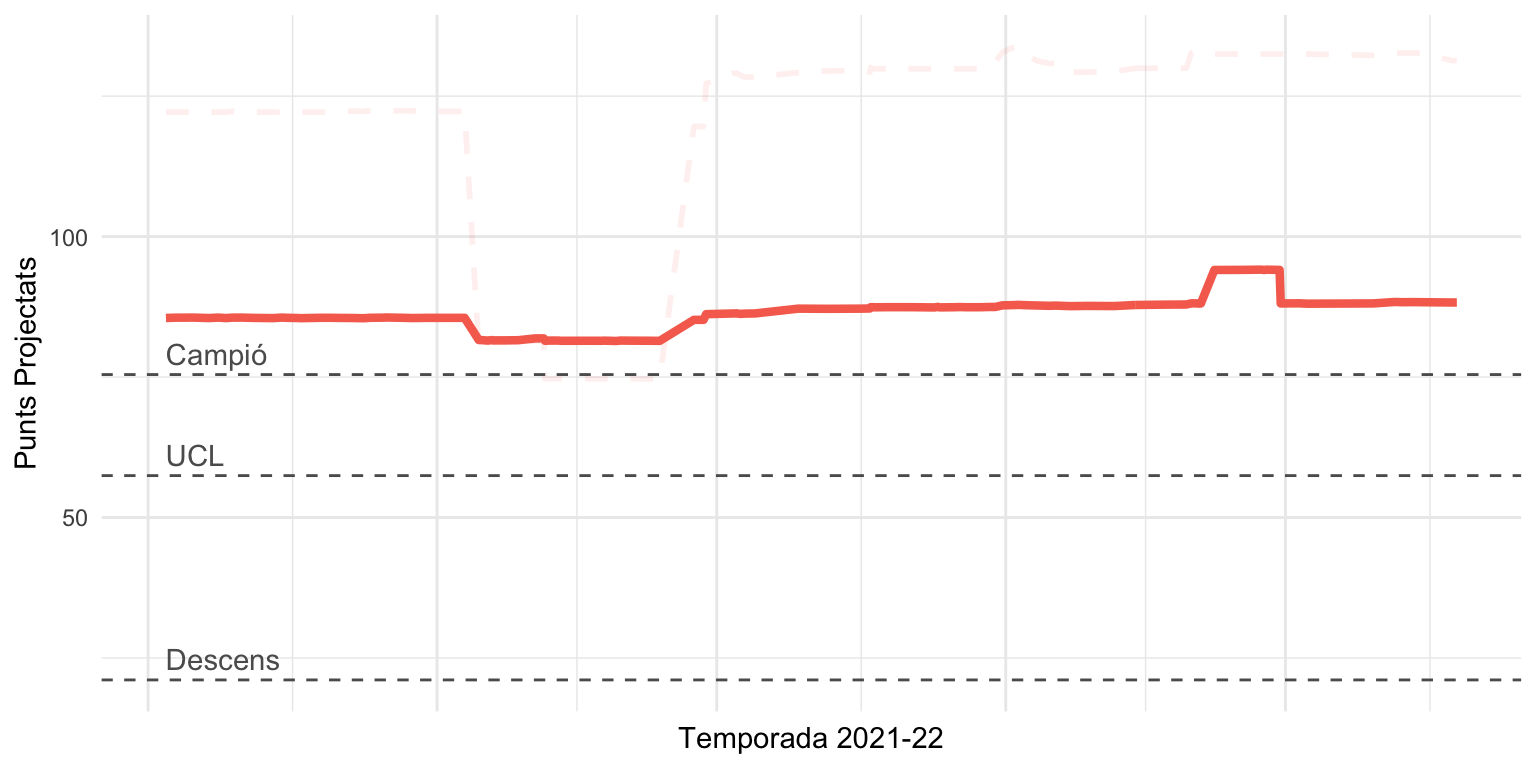 100
50
Punts Projectats
Campió
UCL
Descens
Temporada 2021-22